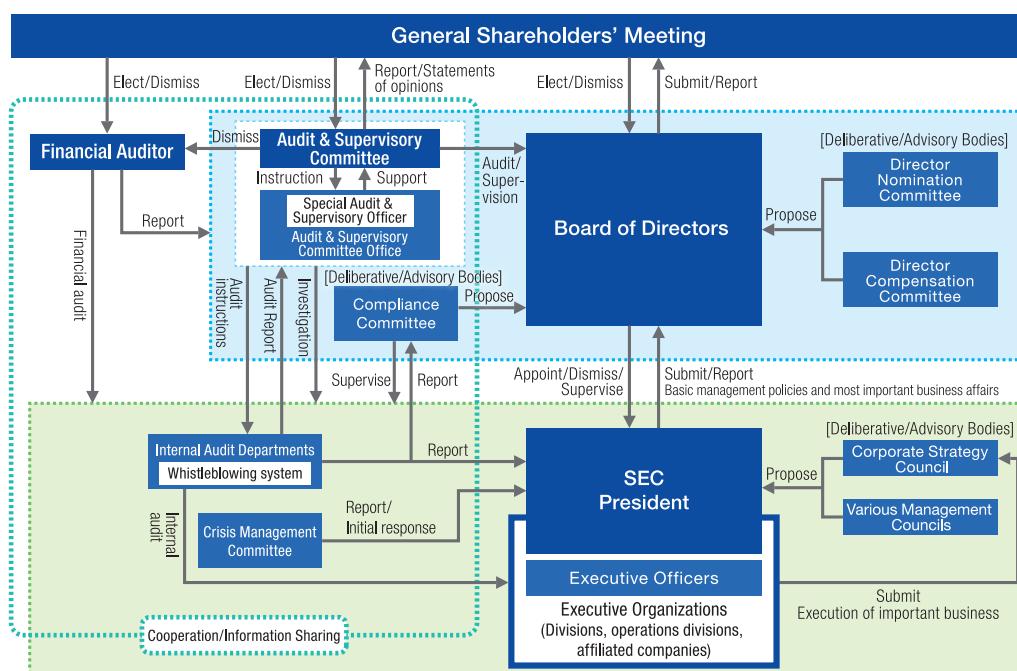 General Shareholders' Meeting
Elect/Dismiss
Elect/Dismiss
Report/Statements
of opinions
Elect/Dismiss
Submit/Report
Financial Auditor
Dismiss
Audit & Supervisory
Committee
Instruction
Support
Special Audit &
Supervisory Officer
Audit & Supervisory
Committee Office
Audit/
Super-
vision
Board of Directors
[Deliberative/Advisory Bodies]
Director
Nomination
Committee
Propose
Director
Compensation
Committee
Report
Financial audit
Audit
instructions
Audit Report
Investigation
[Deliberative/Advisory Bodies]
Compliance
Committee
Propose
Supervise
Report
Appoint/Dismiss/
Supervise
Submit/Report
Basic management policies and most important business affairs
Internal Audit Departments
Whistleblowing system
Report
SEC
President
[Deliberative/Advisory Bodies]
Corporate Strategy
Council
Propose
Various Management
Councils
Internal
audit
Crisis Management
Committee
Report/
Initial response
Executive Officers
Executive Organizations
(Divisions, operations divisions,
affiliated companies)
Submit
Execution of important business
Cooperation/Information Sharing